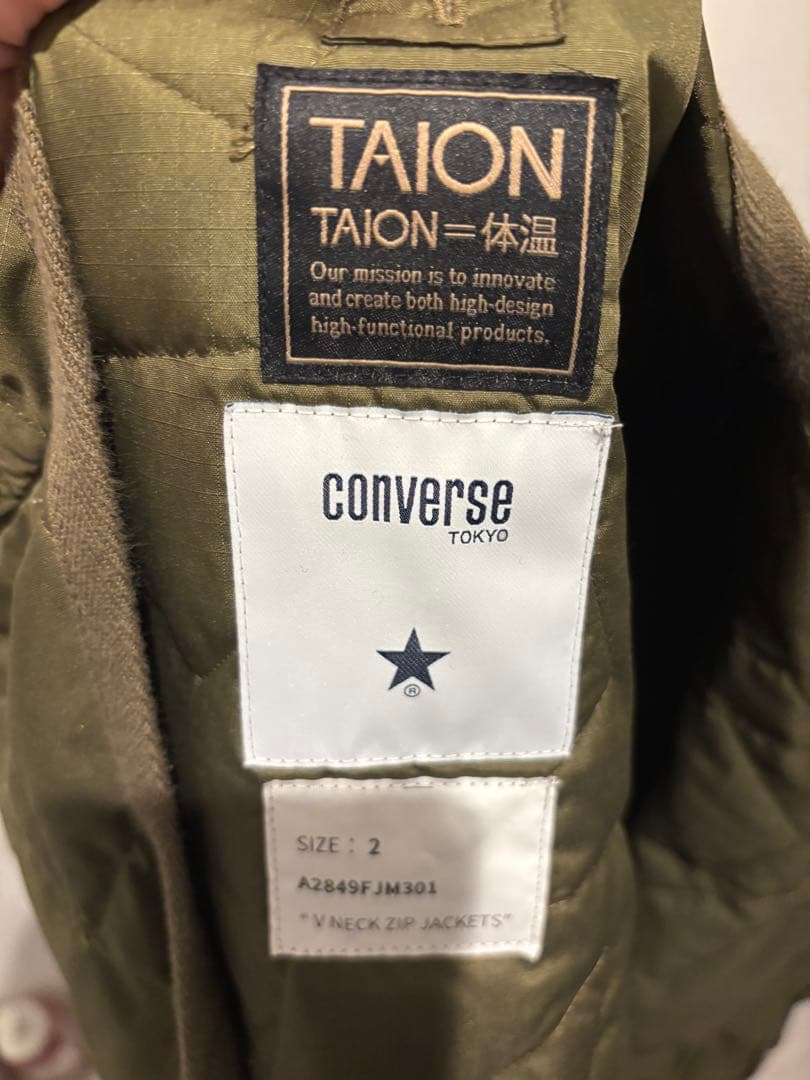 TAION
TAION=体温
Our mission is to innovate
and create both high-design
high-functional products.
converse
TOKYO
®
SIZE : 2
A2849FJM301
"V NECK ZIP JACKETS"